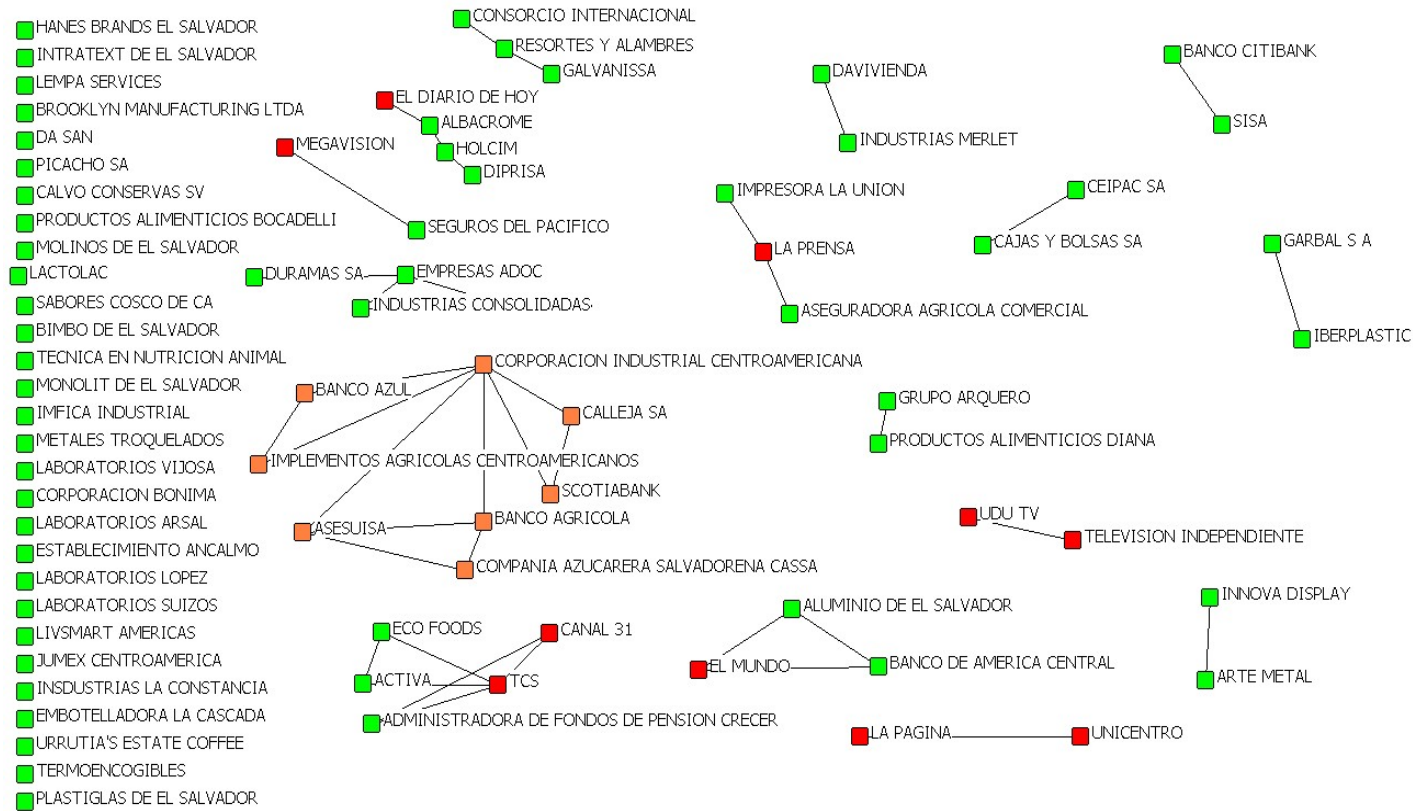 HANES BRANDS EL SALVADOR
INTRATEXT DE EL SALVADOR
LEMPA SERVICES
BROOKLYN MANUFACTURING LTDA
DA SAN
PICACHO SA
CALVO CONSERVAS SV
PRODUCTOS ALIMENTICIOS BOCADELLI
MOLINOS DE EL SALVADOR
LACTOLAC
SABORES COSCO DE CA
BIMBO DE EL SALVADOR
TECNICA EN NUTRICION ANIMAL
MONOLIT DE EL SALVADOR
IMFICA INDUSTRIAL
METALES TROQUELADOS
LABORATORIOS VIJOSA
CORPORACION BONIMA
LABORATORIOS ARSAL
ESTABLECIMIENTO ANCALMO
LABORATORIOS LOPEZ
LABORATORIOS SUIZOS
LIVSMART AMERICAS
JUMEX CENTROAMERICA
INSDUSTRIAS LA CONSTANCIA
EMBOTELLADORA LA CASCADA
URRUTIA'S ESTATE COFFEE
TERMOENCOGIBLES
PLASTIGLAS DE EL SALVADOR
CONSORCIO INTERNACIONAL
RESORTES Y ALAMBRES
GALVANISSA
EL DIARIO DE HOY
ALBACROME
HOLCIM
DIPRISA
MEGAVISION
SEGUROS DEL PACIFICO
DURAMAS SA
EMPRESAS ADOC
INDUSTRIAS CONSOLIDADAS
CORPORACION INDUSTRIAL CENTROAMERICANA
BANCO AZUL
CALLEJA SA
IMPLEMENTOS AGRICOLAS CENTROAMERICANOS
SCOTIABANK
BANCO AGRICOLA
ASESUISA
COMPANIA AZUCARERA SALVADORENA CASSA
ECO FOODS
CANAL 31
ACTIVA
TCS
ADMINISTRADORA DE FONDOS DE PENSION CRECER
DAVIVIENDA
INDUSTRIAS MERLET
BANCO CITIBANK
SISA
IMPRESORA LA UNION
LA PRENSA
ASEGURADORA AGRICOLA COMERCIAL
CEIPAC SA
CAJAS Y BOLSAS SA
GARBAL S A
IBERPLASTIC
GRUPO ARQUERO
PRODUCTOS ALIMENTICIOS DIANA
UDU TV
TELEVISION INDEPENDIENTE
ALUMINIO DE EL SALVADOR
EL MUNDO
BANCO DE AMERICA CENTRAL
INNOVA DISPLAY
ARTE METAL
LA PAGINA
UNICENTRO